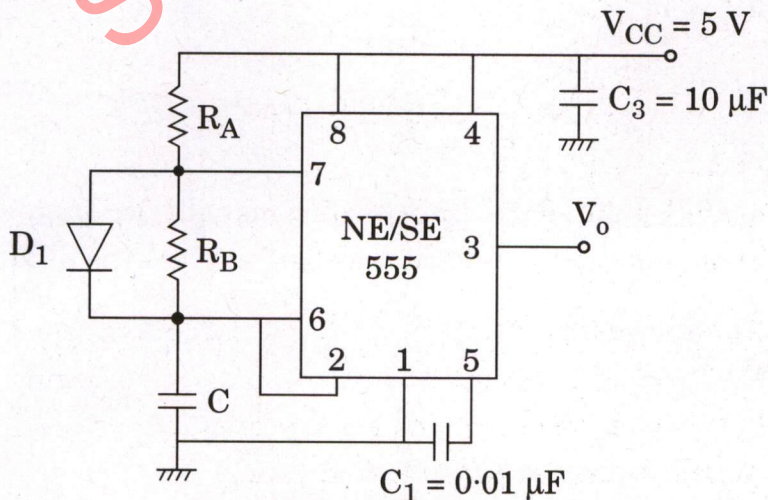 V_CC = 5 V
C_3 = 10 μF
R_A
8
4
7
D_1
R_B
NE/SE
555
3
V_o
6
2
1
5
C
C_1 = 0·01 μF